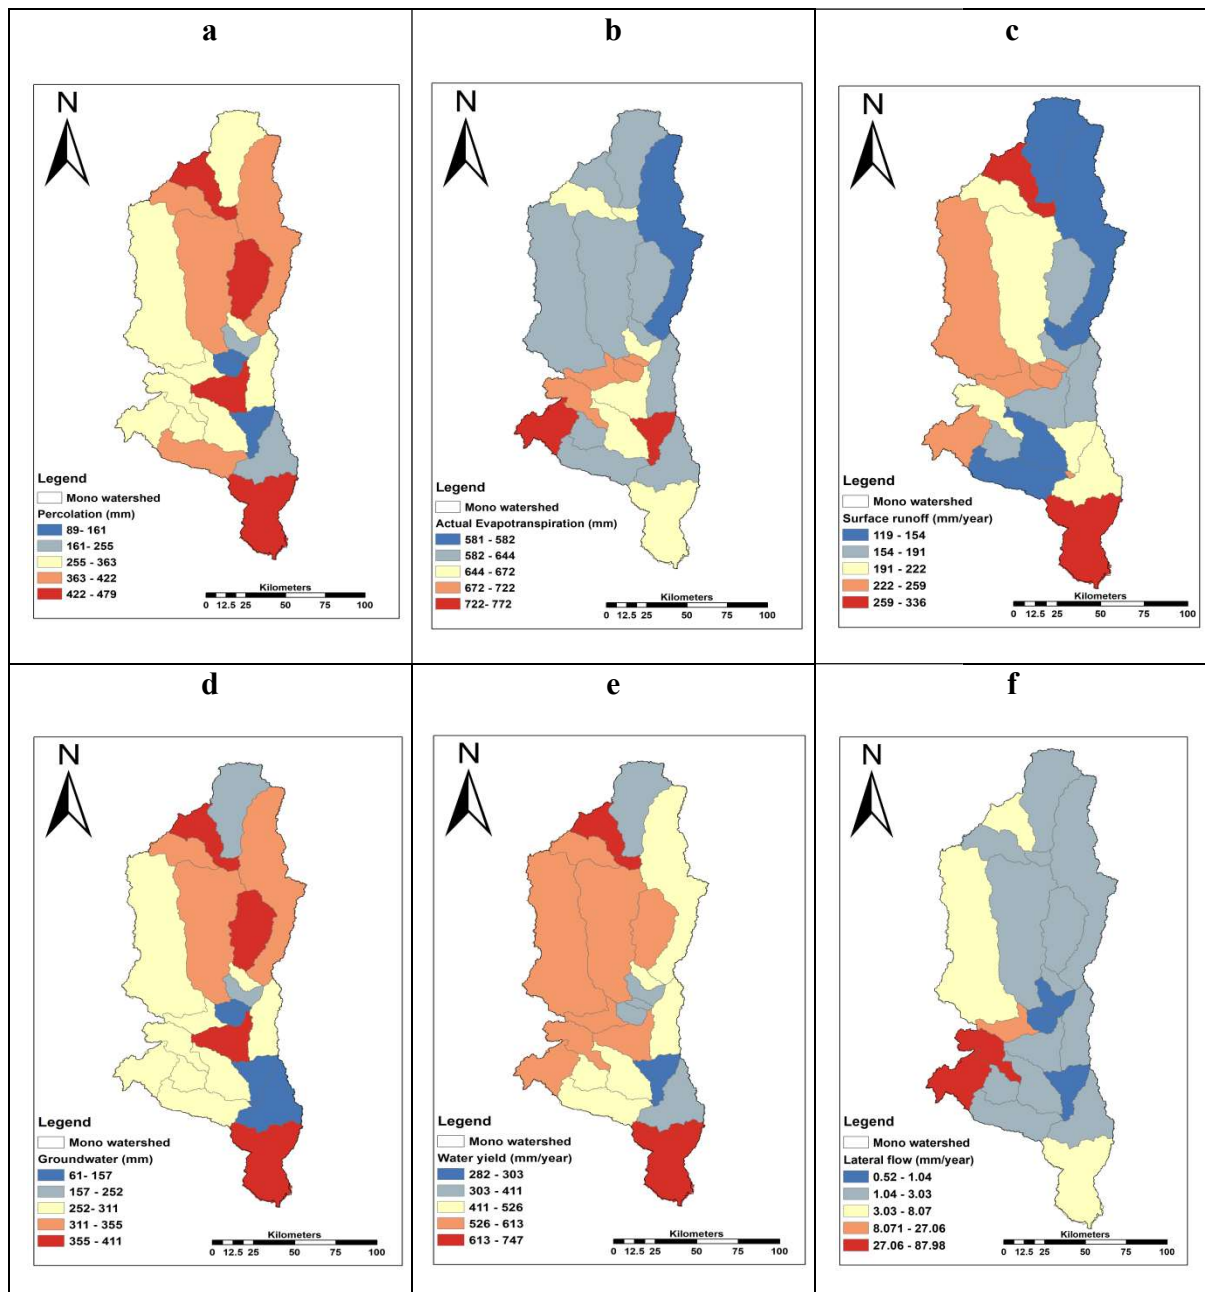 a
N
Legend
Mono watershed
Percolation (mm)
89- 161
161- 255
255 - 363
363 - 422
422 - 479
Kilometers
0 12.5 25 50 75 100
b
N
Legend
Mono watershed
Actual Evapotranspiration (mm)
581 - 582
582 - 644
644 - 672
672 - 722
722- 772
Kilometers
0 12.5 25 50 75 100
c
N
Legend
Mono watershed
Surface runoff (mm/year)
119 - 154
154 - 191
191 - 222
222 - 259
259 - 336
Kilometers
0 12.5 25 50 100
d
N
Legend
Mono watershed
Groundwater (mm)
61- 157
157 - 252
252- 311
311 - 355
355 - 411
Kilometers
0 12.5 25 50 75 100
e
N
Legend
Mono watershed
Water yield (mm/year)
282 - 303
303 - 411
411 - 526
526 - 613
613 - 747
Kilometers
0 12.5 25 50 75 100
f
N
Legend
Mono watershed
Lateral flow (mm/year)
0.52 - 1.04
1.04 - 3.03
3.03 - 8.07
8.071 - 27.06
27.06 - 87.98
Kilometers
0 12.5 25 50 75 100